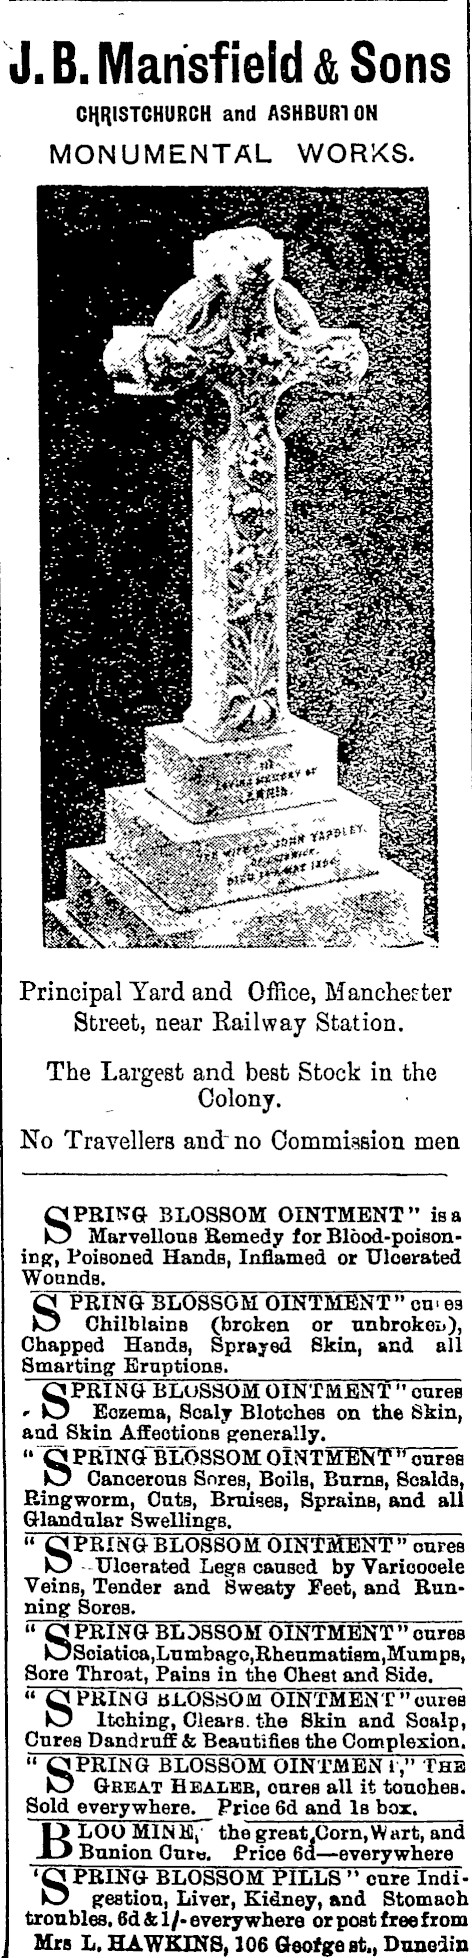 J. B. Mansfield & Sons
CHRISTCHURCH and ASHBURTON
MONUMENTAL WORKS.
IN
LOVING MEMORY OF
THE WIFE OF JOHN YARDLEY,
DIED
Principal Yard and Office, Manchester
Street, near Railway Station.
The Largest and best Stock in the
Colony.
No Travellers and no Commission men
SPRING BLOSSOM OINTMENT" is a
Marvellous Remedy for Blood-poison-
ing, Poisoned Hands, Inflamed or Ulcerated
Wounds.
SPRING BLOSSOM OINTMENT" cures
Chilblains (broken or unbroken),
Chapped Hands, Sprayed Skin, and all
Smarting Eruptions.
SPRING BLOSSOM OINTMENT" cures
Eczema, Scaly Blotches on the Skin,
and Skin Affections generally.
"SPRING BLOSSOM OINTMENT" cures
Cancerous Sores, Boils, Burns, Scalds,
Ringworm, Cuts, Bruises, Sprains, and all
Glandular Swellings.
"SPRING BLOSSOM OINTMENT" cures
Ulcerated Legs caused by Varicocele
Veins, Tender and Sweaty Feet, and Run-
ning Sores.
"SPRING BLOSSOM OINTMENT" cures
Sciatica, Lumbago, Rheumatism, Mumps,
Sore Throat, Pains in the Chest and Side.
"SPRING BLOSSOM OINTMENT" cures
Itching, Clears. the Skin and Scalp,
Cures Dandruff & Beautifies the Complexion.
"SPRING BLOSSOM OINTMENT," THE
GREAT HEALER, cures all it touches.
Sold everywhere. Price 6d and 1s box.
BLOOMINE, the great Corn, Wart, and
Bunion Cure. Price 6d—everywhere
'SPRING BLOSSOM PILLS" cure Indi-
gestion, Liver, Kidney, and Stomach
troubles, 6d & 1/- everywhere or post free from
Mrs L. HAWKINS, 106 George st., Dunedin